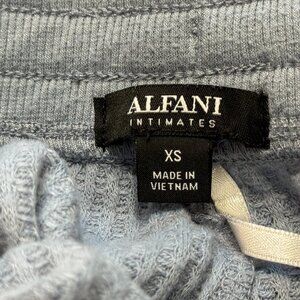 ALFANI
INTIMATES
XS
MADE IN
VIETNAM